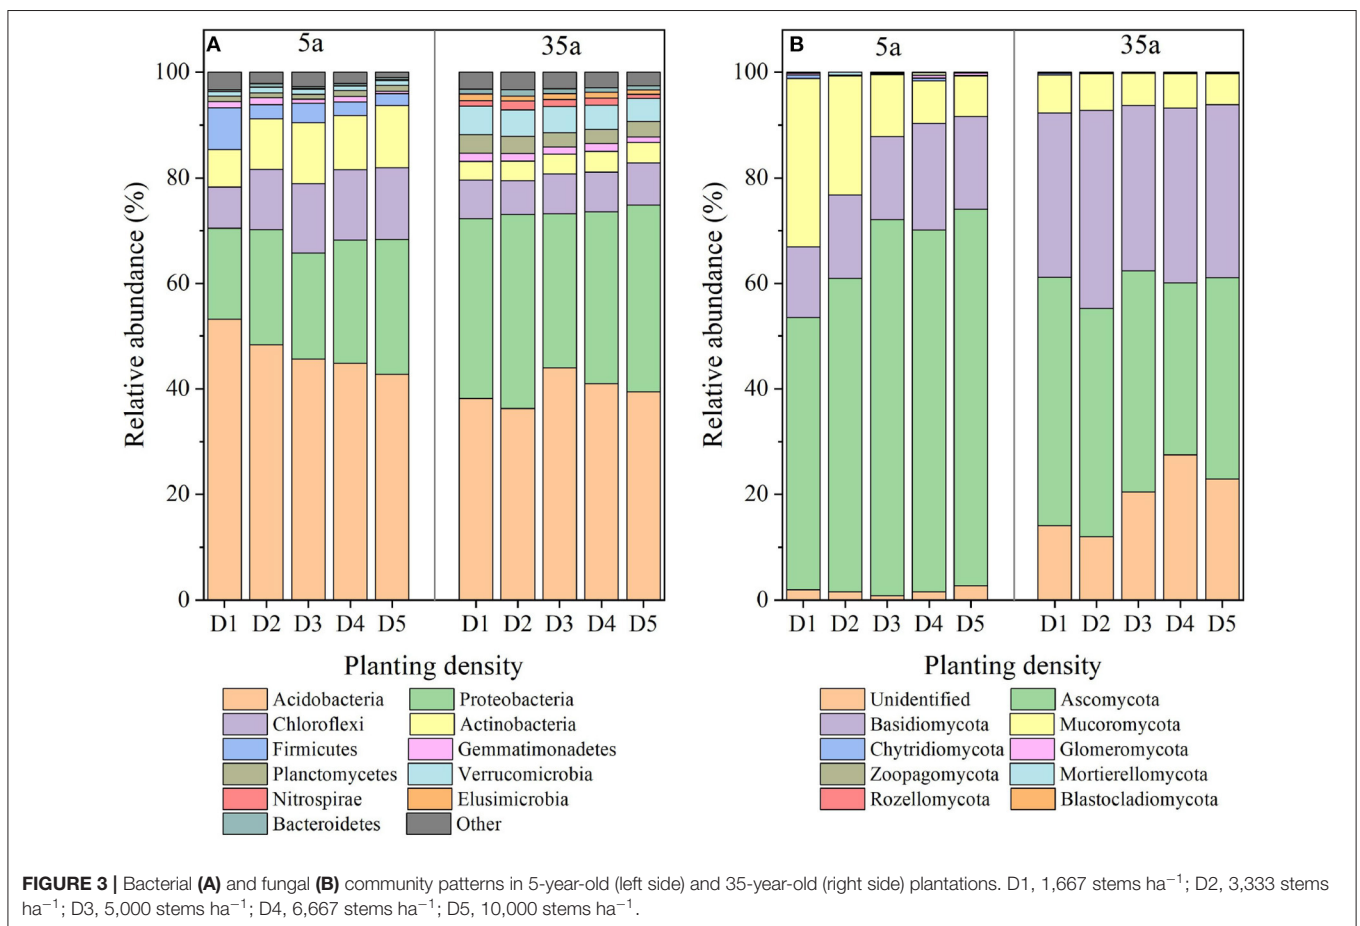 A
5a
35a
100
80
60
40
20
0
Relative abundance (%)
D1 D2 D3 D4 D5
D1 D2 D3 D4 D5
Planting density
Acidobacteria
Proteobacteria
Chloroflexi
Actinobacteria
Firmicutes
Gemmatimonadetes
Planctomycetes
Verrucomicrobia
Nitrospirae
Elusimicrobia
Bacteroidetes
Other
B
5a
35a
100
80
60
40
20
0
Relative abundance (%)
D1 D2 D3 D4 D5
D1 D2 D3 D4 D5
Planting density
Unidentified
Ascomycota
Basidiomycota
Mucoromycota
Chytridiomycota
Glomeromycota
Zoopagomycota
Mortierellomycota
Rozellomycota
Blastocladiomycota
FIGURE 3 | Bacterial (A) and fungal (B) community patterns in 5-year-old (left side) and 35-year-old (right side) plantations. D1, 1,667 stems ha⁻¹; D2, 3,333 stems
ha⁻¹; D3, 5,000 stems ha⁻¹; D4, 6,667 stems ha⁻¹; D5, 10,000 stems ha⁻¹.